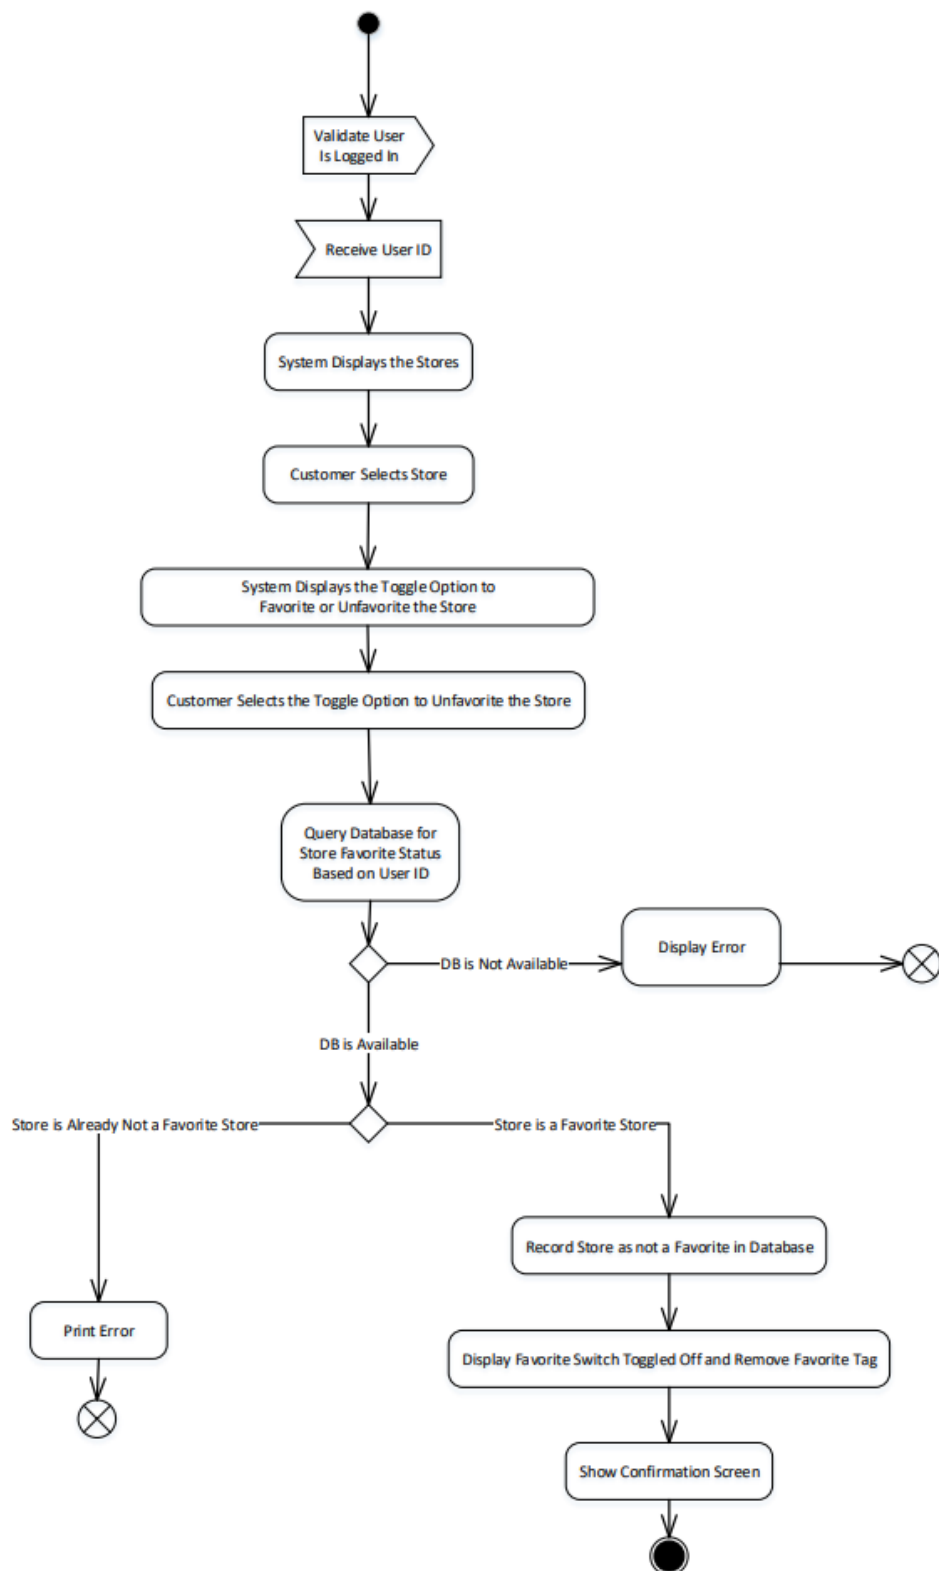 Validate User
Is Logged In
Receive User ID
System Displays the Stores
Customer Selects Store
System Displays the Toggle Option to
Favorite or Unfavorite the Store
Customer Selects the Toggle Option to Unfavorite the Store
Query Database for
Store Favorite Status
Based on User ID
DB is Not Available
Display Error
DB is Available
Store is Already Not a Favorite Store
Store is a Favorite Store
Record Store as not a Favorite in Database
Print Error
Display Favorite Switch Toggled Off and Remove Favorite Tag
Show Confirmation Screen